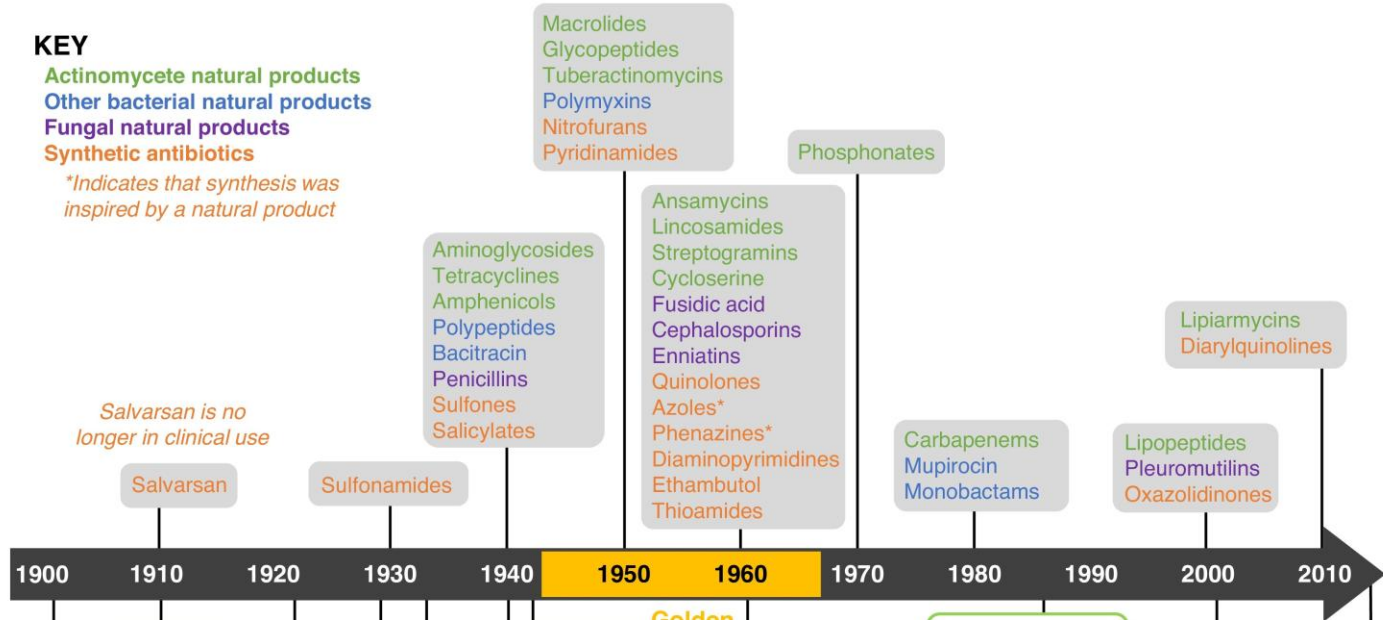 KEY
Actinomycete natural products
Other bacterial natural products
Fungal natural products
Synthetic antibiotics
*Indicates that synthesis was
inspired by a natural product
Macrolides
Glycopeptides
Tuberactinomycins
Polymyxins
Nitrofurans
Pyridinamides
Phosphonates
Ansamycins
Lincosamides
Streptogramins
Cycloserine
Fusidic acid
Cephalosporins
Enniatins
Quinolones
Azoles*
Phenazines*
Diaminopyrimidines
Ethambutol
Thioamides
Aminoglycosides
Tetracyclines
Amphenicols
Polypeptides
Bacitracin
Penicillins
Sulfones
Salicylates
Lipiarmycins
Diarylquinolines
Salvarsan is no
longer in clinical use
Salvarsan
Sulfonamides
Carbapenems
Mupirocin
Monobactams
Lipopeptides
Pleuromutilins
Oxazolidinones
1900 1910 1920 1930 1940 1950 1960 1970 1980 1990 2000 2010
Golden